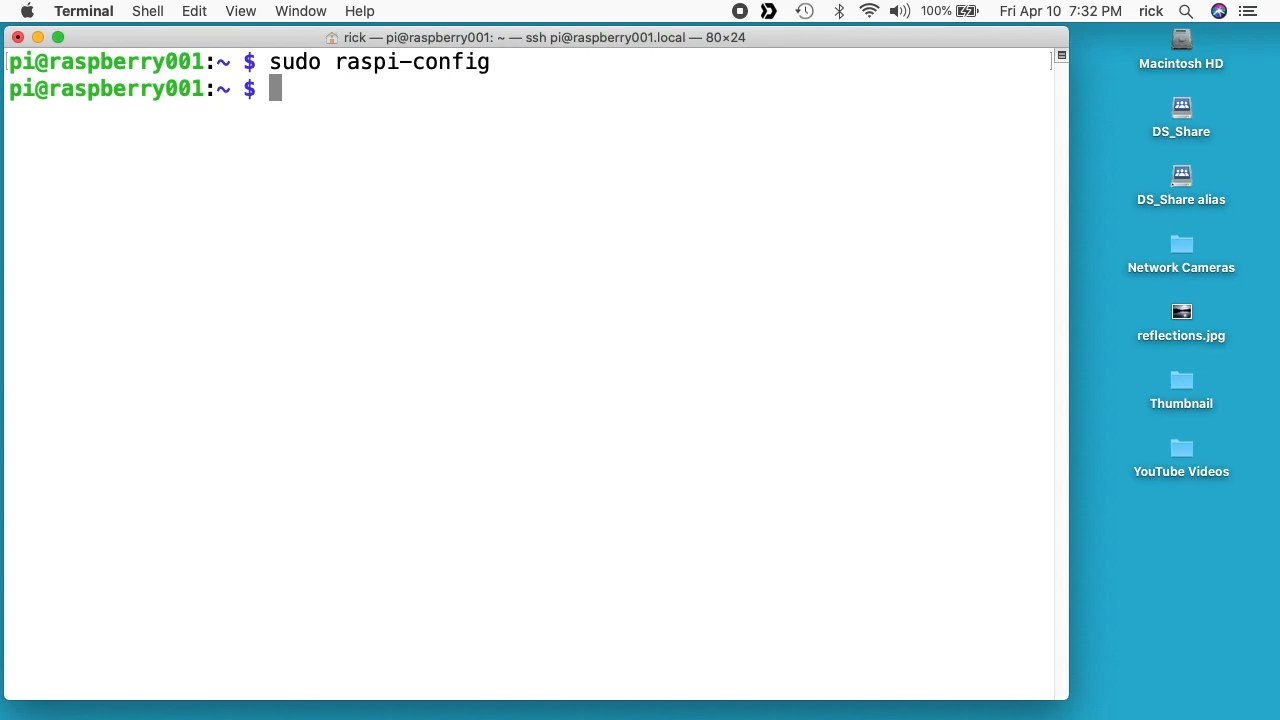 Terminal Shell Edit View Window Help 100% Fri Apr 10 7:32 PM rick
rick — pi@raspberry001: ~ — ssh pi@raspberry001.local — 80×24
pi@raspberry001:~ $ sudo raspi-config
pi@raspberry001:~ $
Macintosh HD
DS_Share
DS_Share alias
Network Cameras
reflections.jpg
Thumbnail
YouTube Videos